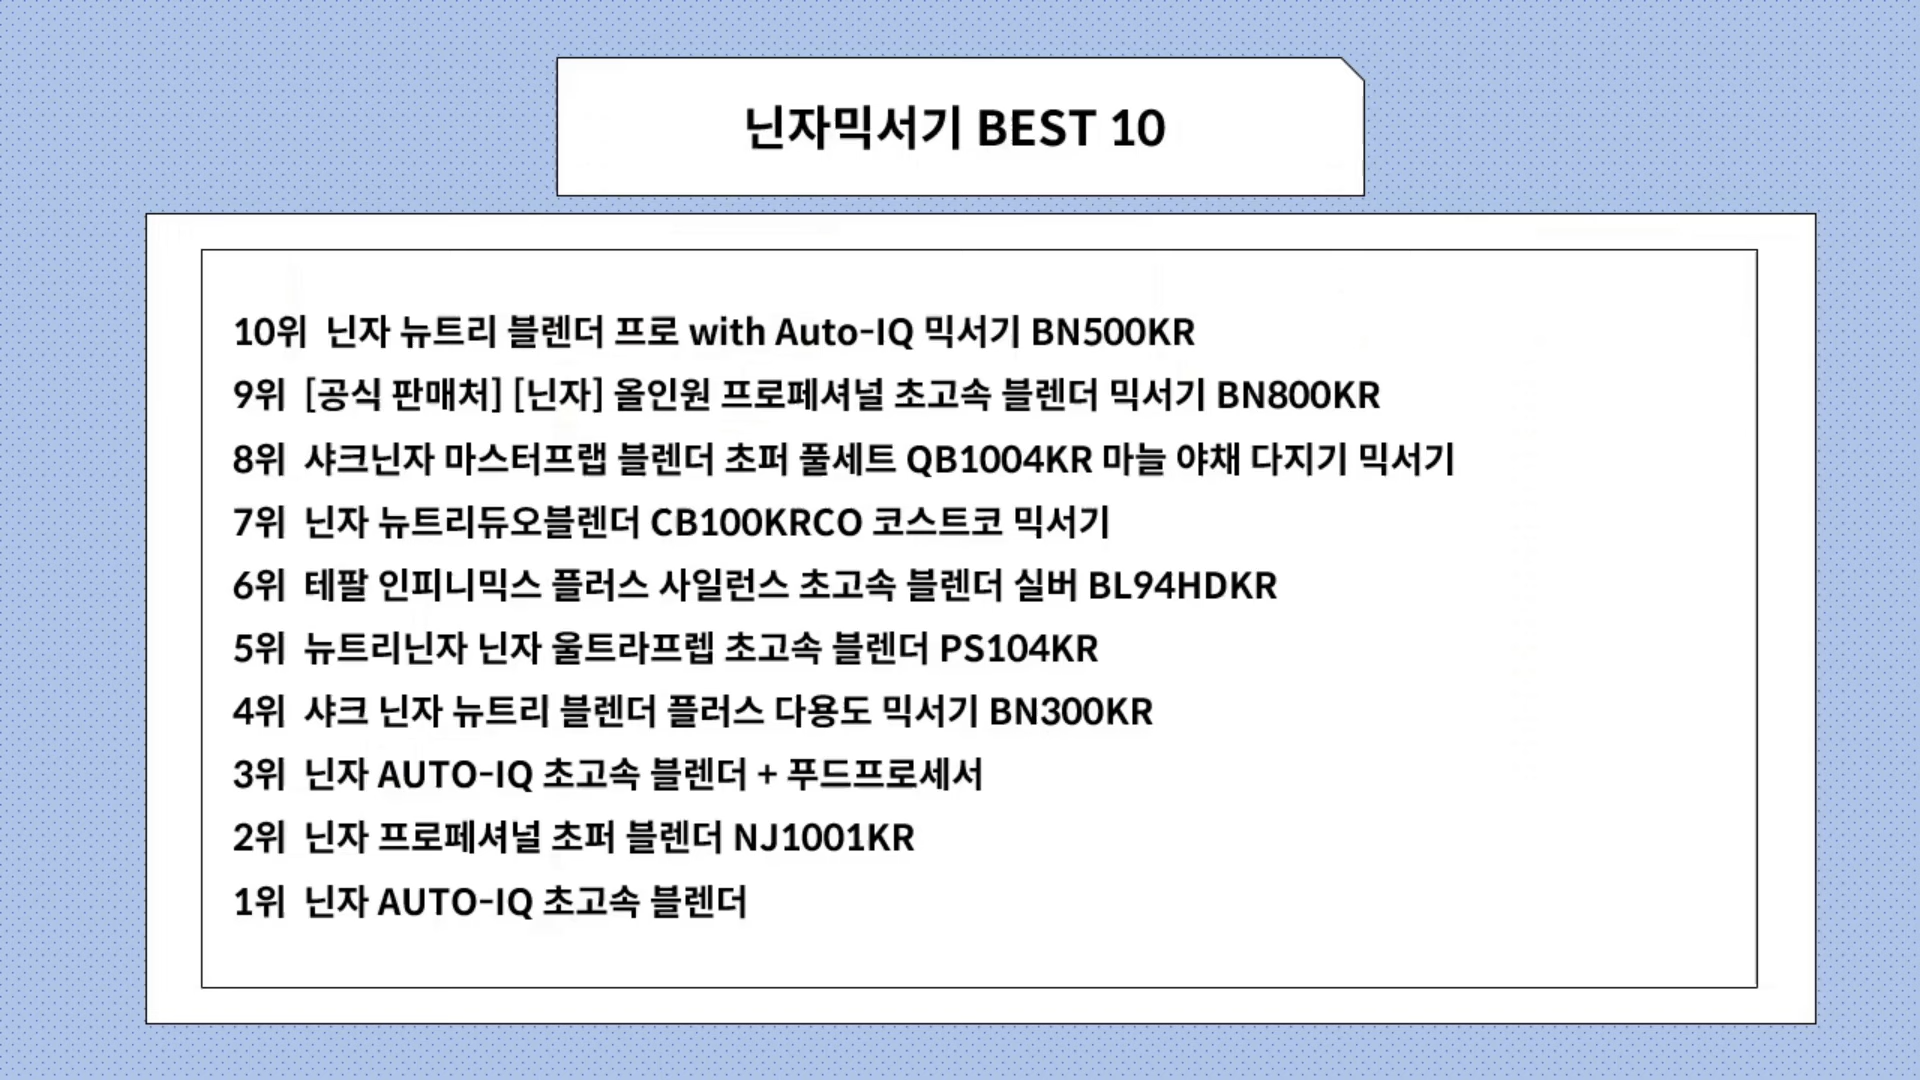 닌자믹서기 BEST 10
10위 닌자 뉴트리 블렌더 프로 with Auto-IQ 믹서기 BN500KR
9위 [공식 판매처] [닌자] 올인원 프로페셔널 초고속 블렌더 믹서기 BN800KR
8위 샤크닌자 마스터프랩 블렌더 초퍼 풀세트 QB1004KR 마늘 야채 다지기 믹서기
7위 닌자 뉴트리듀오블렌더 CB100KRCO 코스트코 믹서기
6위 테팔 인피니믹스 플러스 사일런스 초고속 블렌더 실버 BL94HDKR
5위 뉴트리닌자 닌자 울트라프렙 초고속 블렌더 PS104KR
4위 샤크 닌자 뉴트리 블렌더 플러스 다용도 믹서기 BN300KR
3위 닌자 AUTO-IQ 초고속 블렌더 + 푸드프로세서
2위 닌자 프로페셔널 초퍼 블렌더 NJ1001KR
1위 닌자 AUTO-IQ 초고속 블렌더